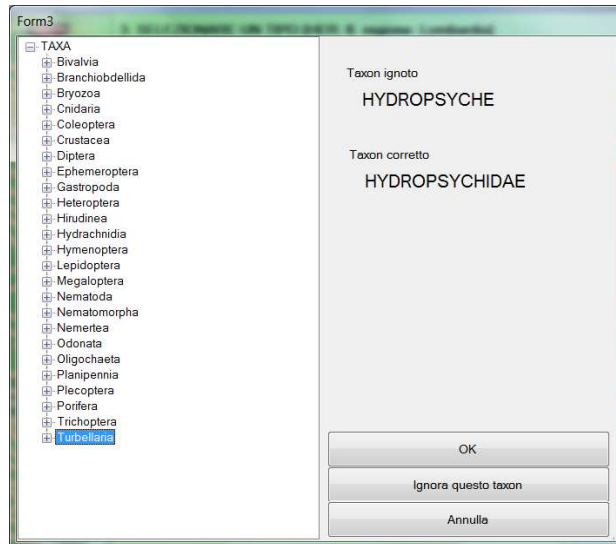 Form3
TAXA
Bivalvia
Branchiobdellida
Bryozoa
Cnidaria
Coleoptera
Crustacea
Diptera
Ephemeroptera
Gastropoda
Heteroptera
Hirudinea
Hydrachnidia
Hymenoptera
Lepidoptera
Megaloptera
Nematoda
Nematomorpha
Nemertea
Odonata
Oligochaeta
Planipennia
Plecoptera
Porifera
Trichoptera
Turbellaria
Taxon ignoto
HYDROPSYCHE
Taxon corretto
HYDROPSYCHIDAE
OK
Ignora questo taxon
Annulla